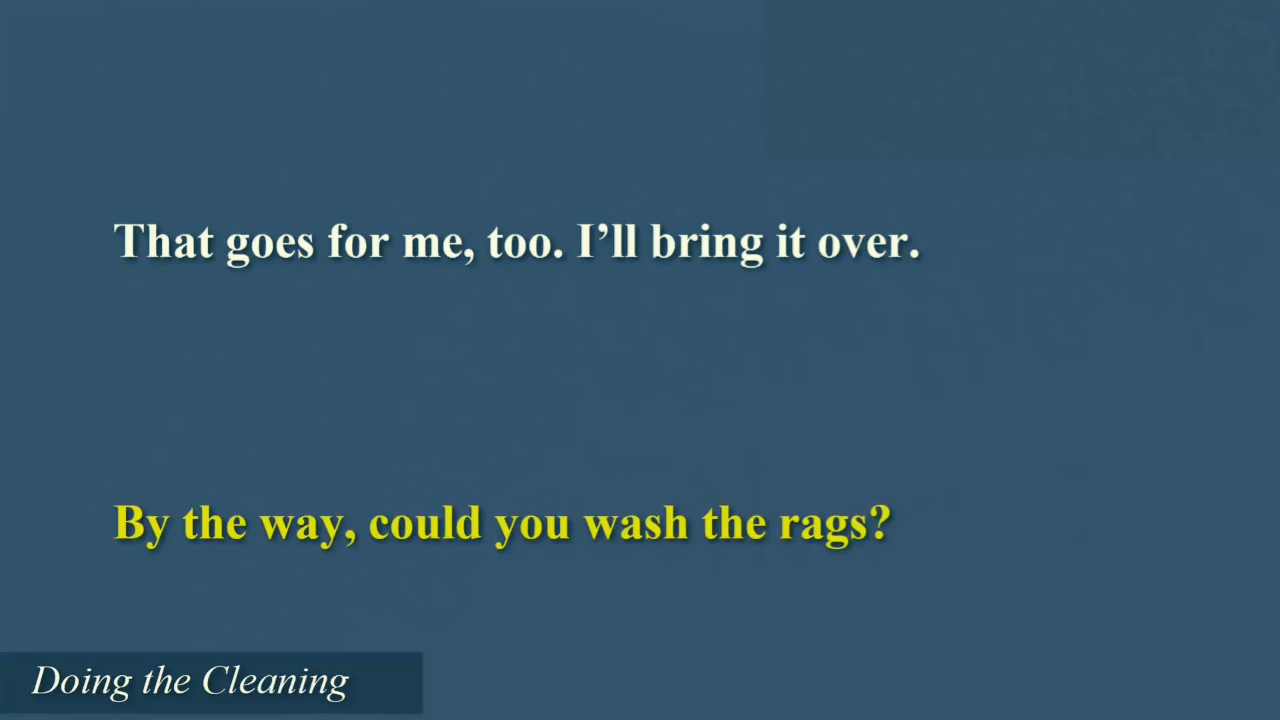 That goes for me, too. I’ll bring it over.
By the way, could you wash the rags?
Doing the Cleaning